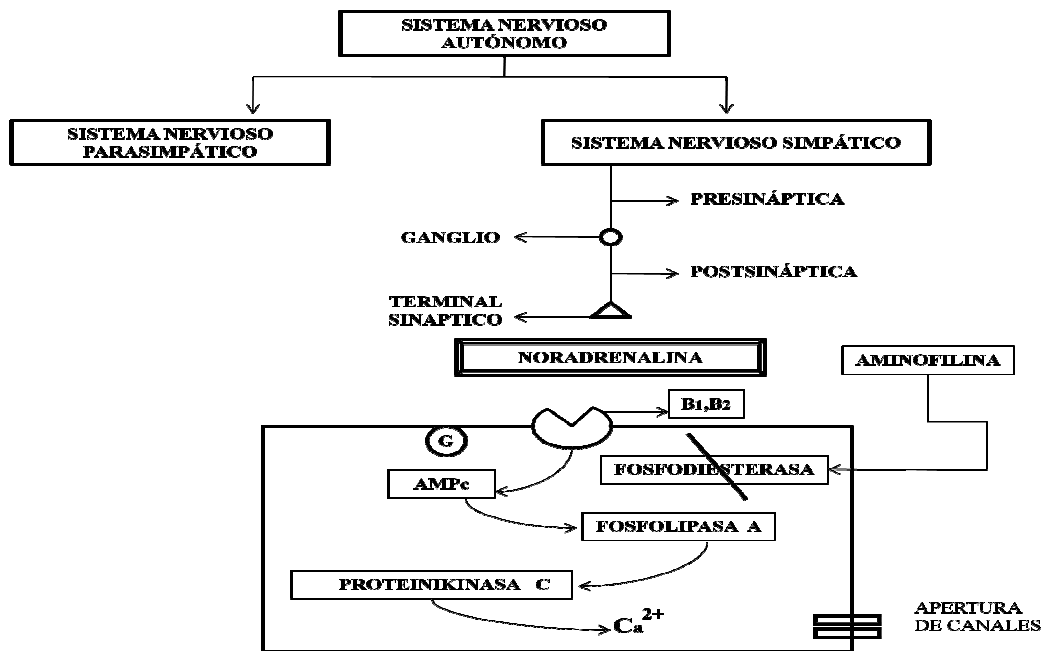 SISTEMA NERVIOSO
AUTÓNOMO
SISTEMA NERVIOSO
PARASIMPÁTICO
SISTEMA NERVIOSO SIMPÁTICO
PRESINÁPTICA
GANGLIO
POSTSINÁPTICA
TERMINAL
SINAPTICO
NORADRENALINA
AMINOFILINA
B1,B2
G
FOSFODIESTERASA
AMPc
FOSFOLIPASA A
PROTEINIKINASA C
Ca2+
APERTURA
DE CANALES